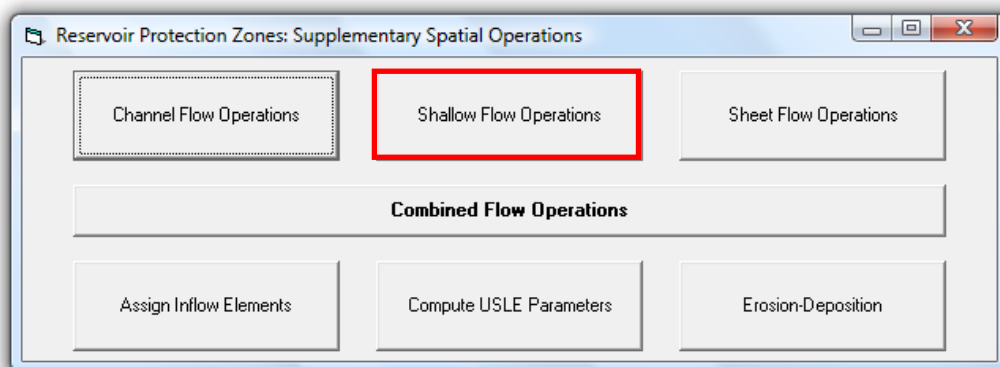 Reservoir Protection Zones: Supplementary Spatial Operations
Channel Flow Operations
Shallow Flow Operations
Sheet Flow Operations
Combined Flow Operations
Assign Inflow Elements
Compute USLE Parameters
Erosion-Deposition